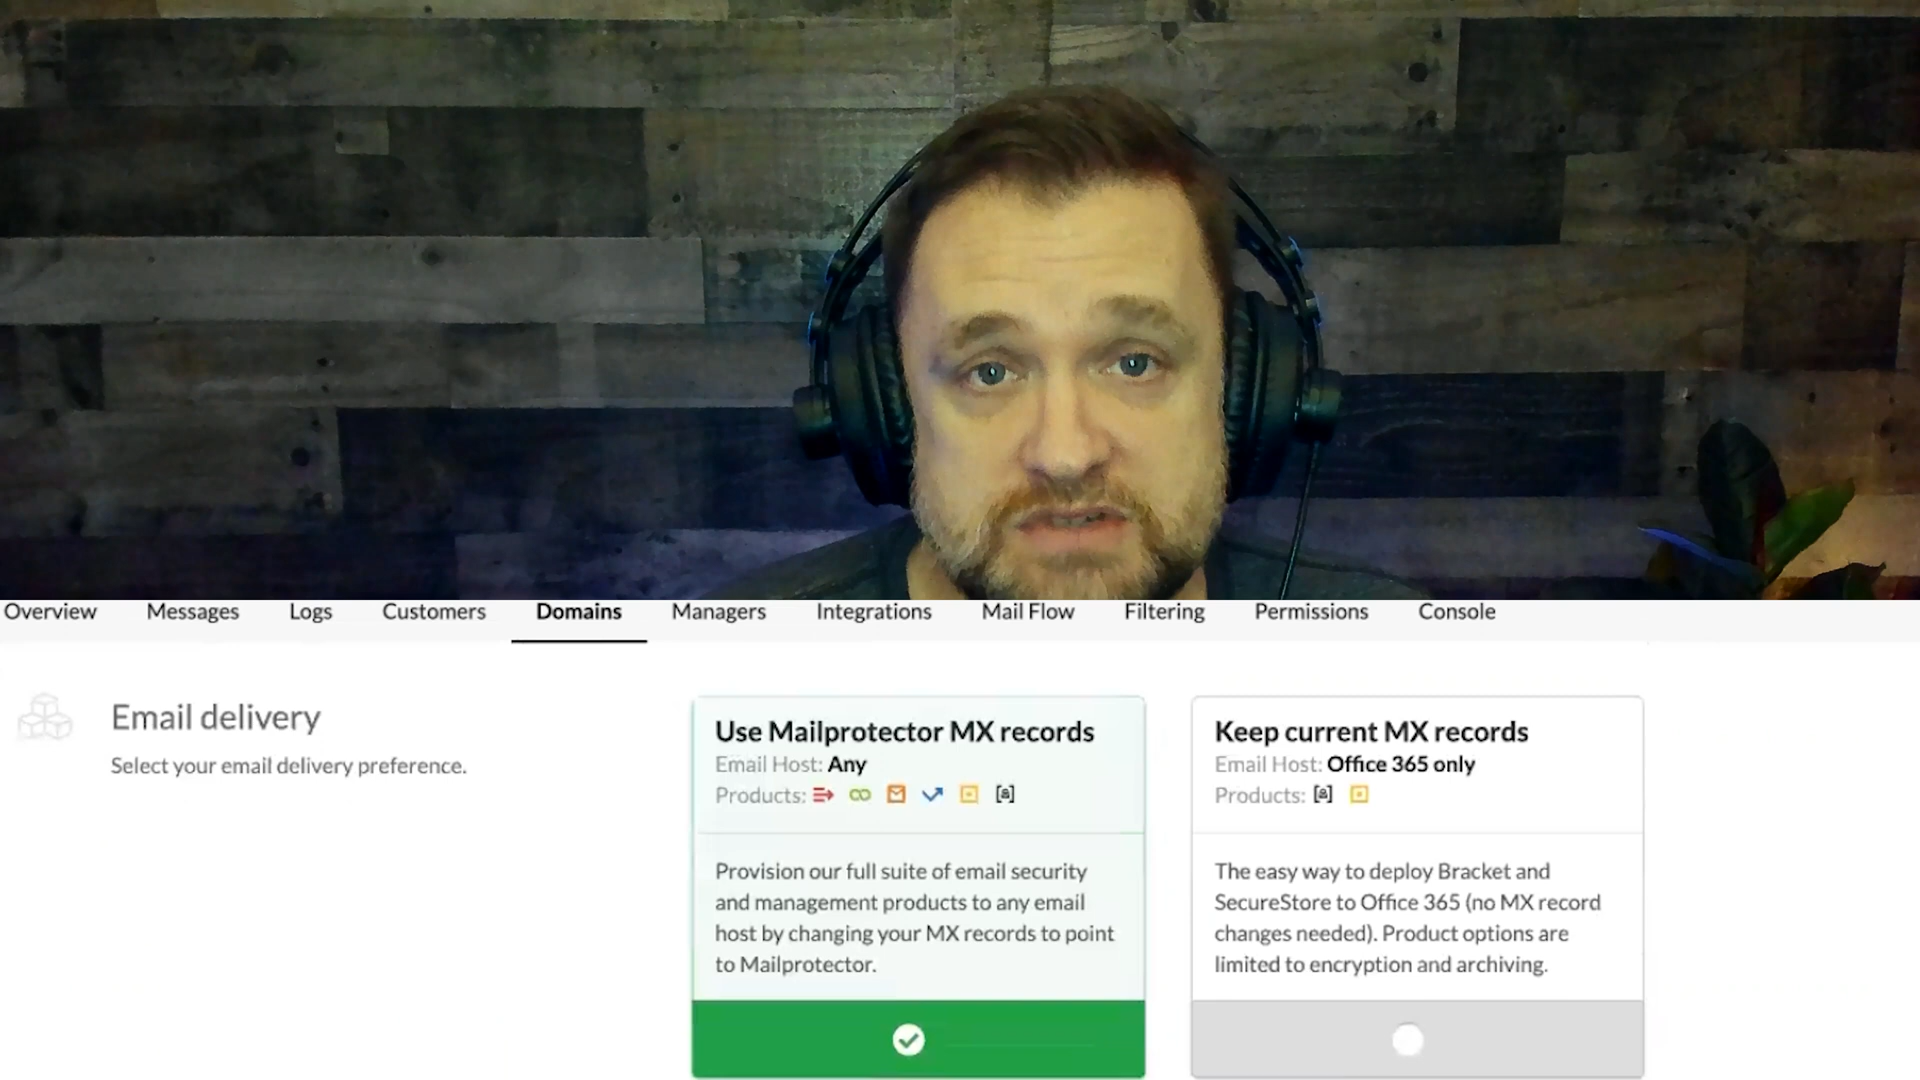 Overview Messages Logs Customers Domains Managers Integrations Mail Flow Filtering Permissions Console
Email delivery
Select your email delivery preference.
Use Mailprotector MX records
Email Host: Any
Products:
Provision our full suite of email security
and management products to any email
host by changing your MX records to point
to Mailprotector.
Keep current MX records
Email Host: Office 365 only
Products: [a]
The easy way to deploy Bracket and
SecureStore to Office 365 (no MX record
changes needed). Product options are
limited to encryption and archiving.